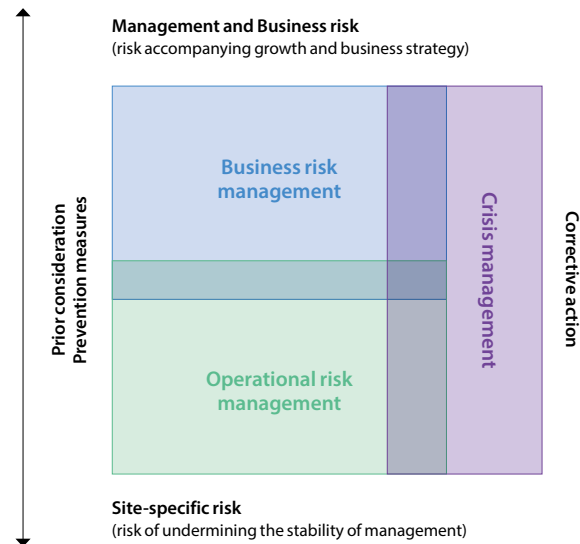 Management and Business risk
(risk accompanying growth and business strategy)
Business risk
management
Prior consideration
Prevention measures
Crisis management
Corrective action
Operational risk
management
Site-specific risk
(risk of undermining the stability of management)